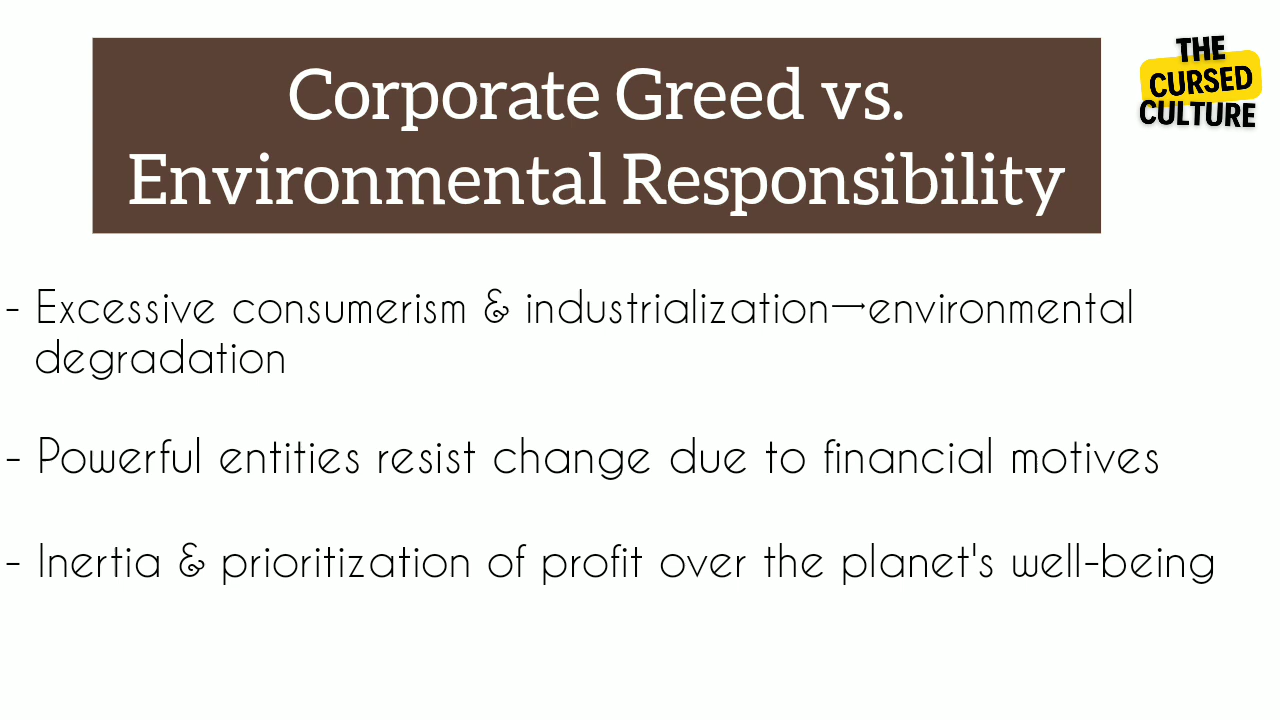 Corporate Greed vs.
Environmental Responsibility
THE
CURSED
CULTURE
- Excessive consumerism & industrialization→environmental
degradation
- Powerful entities resist change due to financial motives
- Inertia & prioritization of profit over the planet's well-being